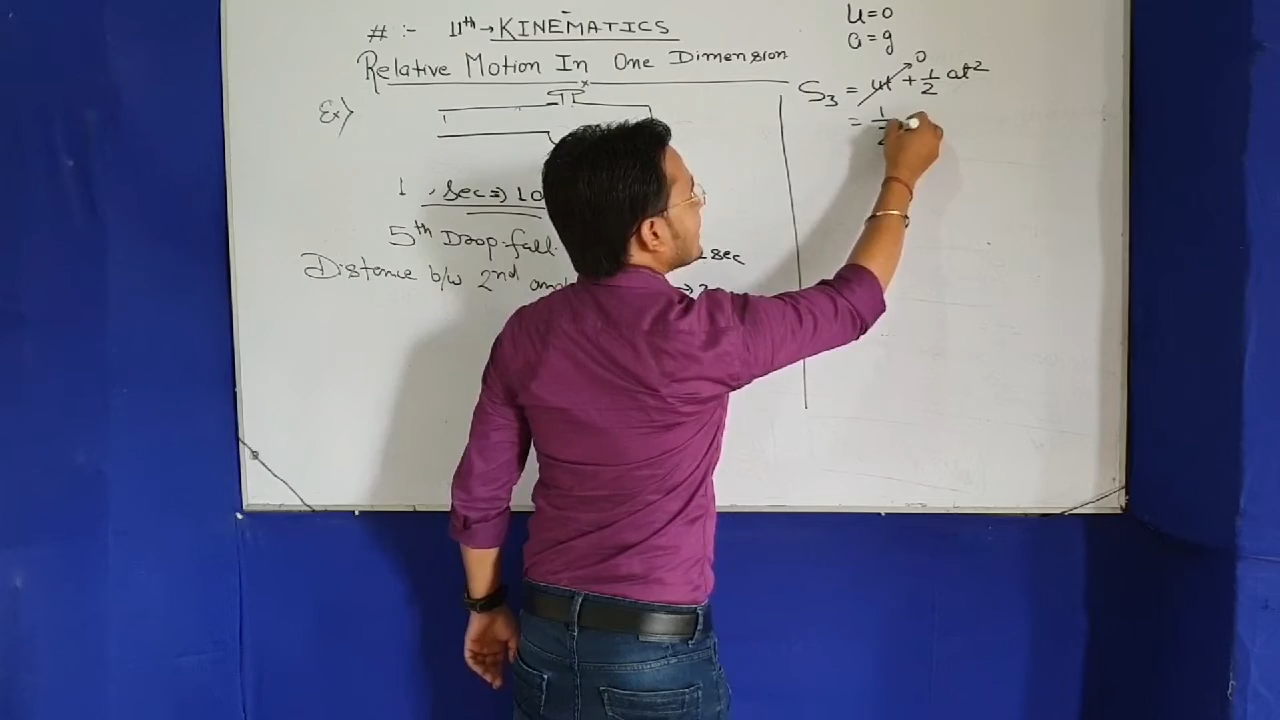 # :- 11th → KINEMATICS
Relative Motion In One Dimension
Ex)
1 sec ⇒ 10
5th Drop fall.
sec
Distance b/w 2nd and
u=0
a=g
S3 = ut + 1/2 at²
0
= 1/2